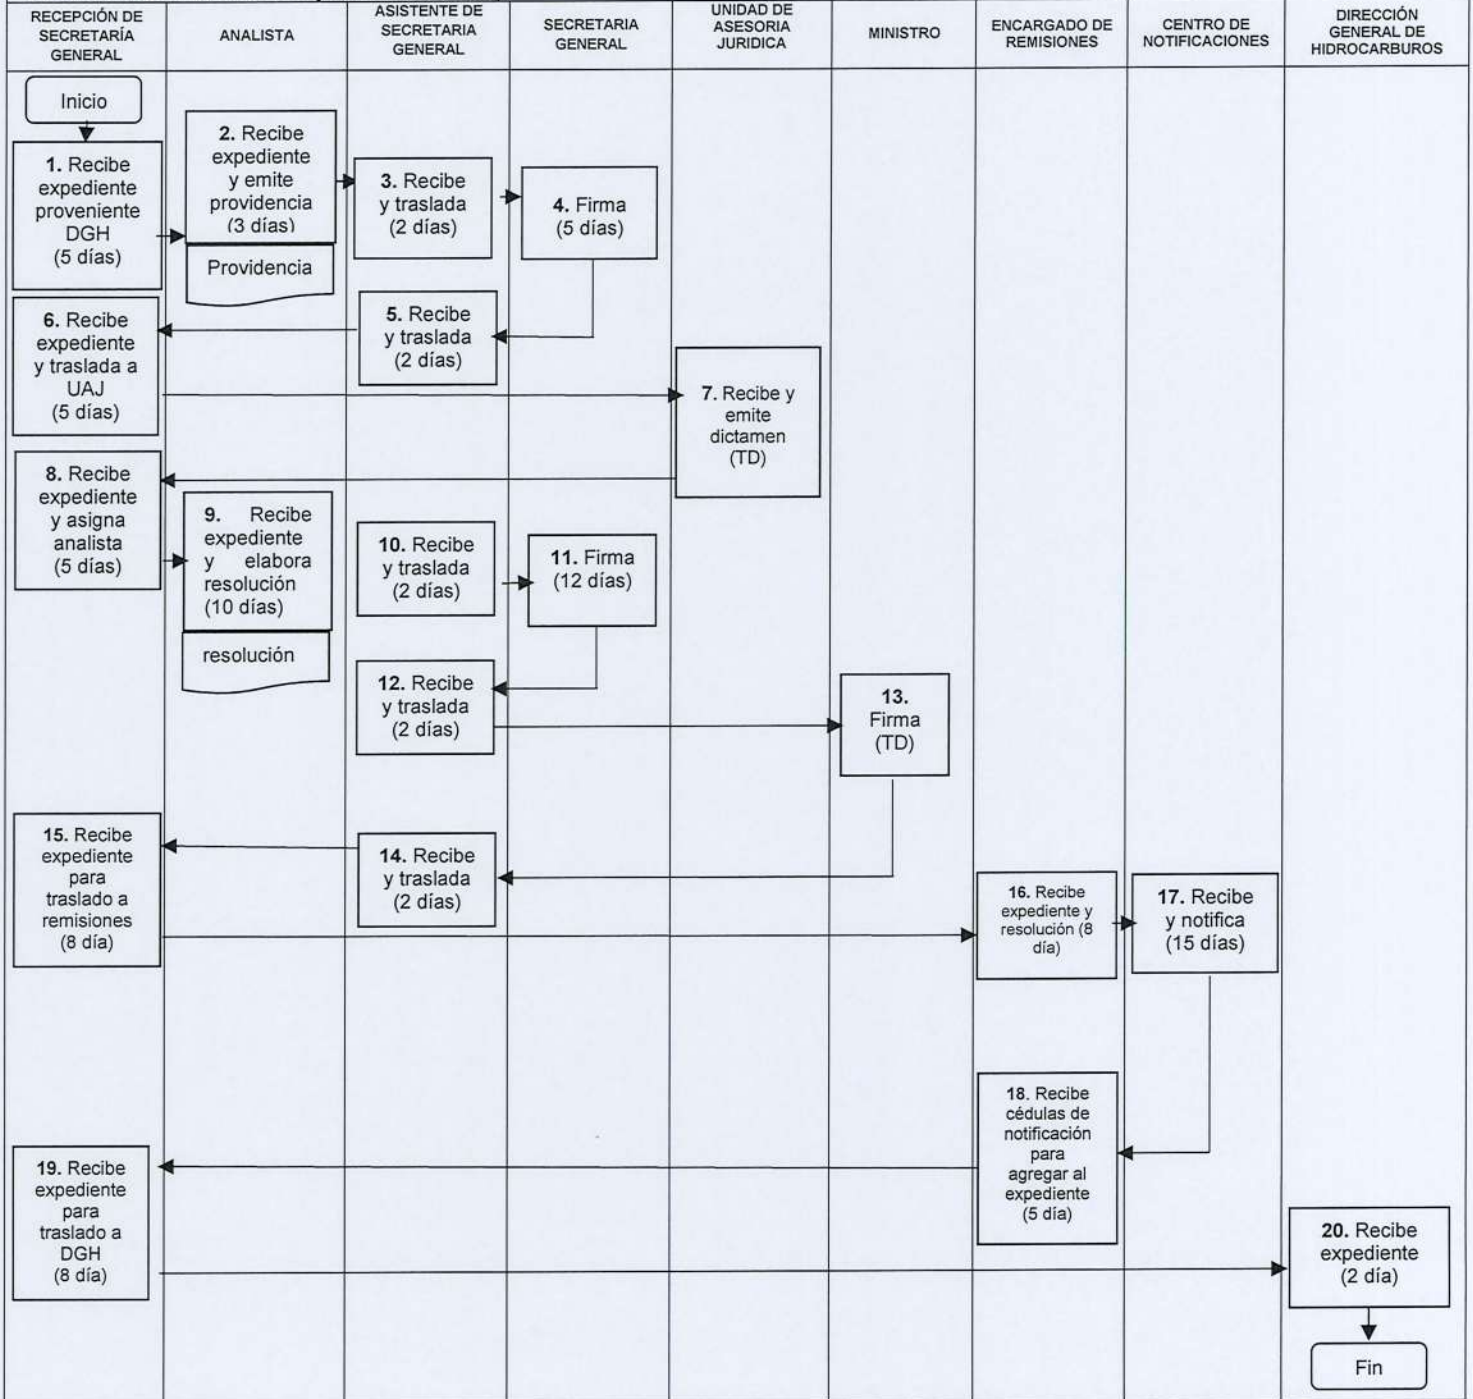 RECEPCIÓN DE
SECRETARÍA
GENERAL
ANALISTA
ASISTENTE DE
SECRETARIA
GENERAL
SECRETARIA
GENERAL
UNIDAD DE
ASESORIA
JURIDICA
MINISTRO
ENCARGADO DE
REMISIONES
CENTRO DE
NOTIFICACIONES
DIRECCIÓN
GENERAL DE
HIDROCARBUROS
Inicio
1. Recibe
expediente
proveniente
DGH
(5 días)
2. Recibe
expediente
y emite
providencia
(3 días)
Providencia
3. Recibe
y traslada
(2 días)
4. Firma
(5 días)
5. Recibe
y traslada
(2 días)
6. Recibe
expediente
y traslada a
UAJ
(5 días)
7. Recibe y
emite
dictamen
(TD)
8. Recibe
expediente
y asigna
analista
(5 días)
9. Recibe
expediente
y elabora
resolución
(10 días)
resolución
10. Recibe
y traslada
(2 días)
11. Firma
(12 días)
12. Recibe
y traslada
(2 días)
13.
Firma
(TD)
14. Recibe
y traslada
(2 días)
15. Recibe
expediente
para
traslado a
remisiones
(8 día)
16. Recibe
expediente y
resolución (8
día)
17. Recibe
y notifica
(15 días)
18. Recibe
cédulas de
notificación
para
agregar al
expediente
(5 día)
19. Recibe
expediente
para
traslado a
DGH
(8 día)
20. Recibe
expediente
(2 día)
Fin